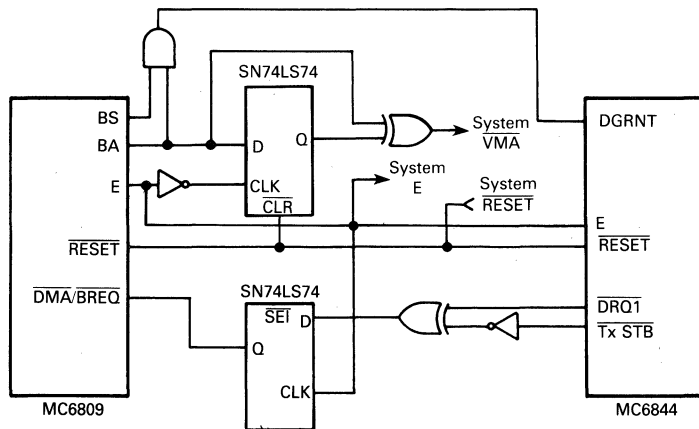 SN74LS74
BS
BA
E
RESET
DMA/BREQ
MC6809
D
Q
CLK
CLR
System
VMA
System
E
System
RESET
DGRNT
E
RESET
DRQ1
Tx STB
MC6844
SN74LS74
SEI
D
Q
CLK